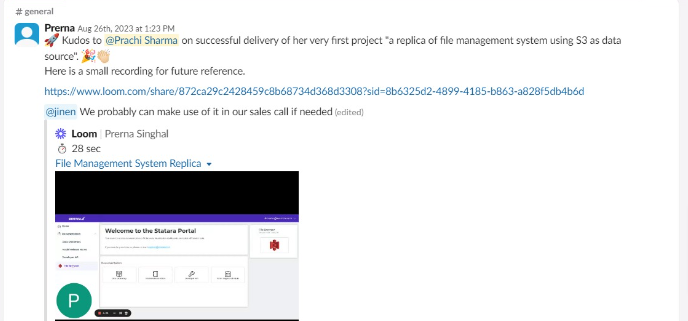 # general
Prerna Aug 26th, 2023 at 1:23 PM
🚀 Kudos to @Prachi Sharma on successful delivery of her very first project "a replica of file management system using S3 as data
source". 🎉👏🏼
Here is a small recording for future reference.
https://www.loom.com/share/872ca29c2428459c8b68734d368d3308?sid=8b6325d2-4899-4185-b863-a828f5db4b6d
@jinen We probably can make use of it in our sales call if needed (edited)
Loom | Prerna Singhal
28 sec
File Management System Replica
Welcome to the Statara Portal
P